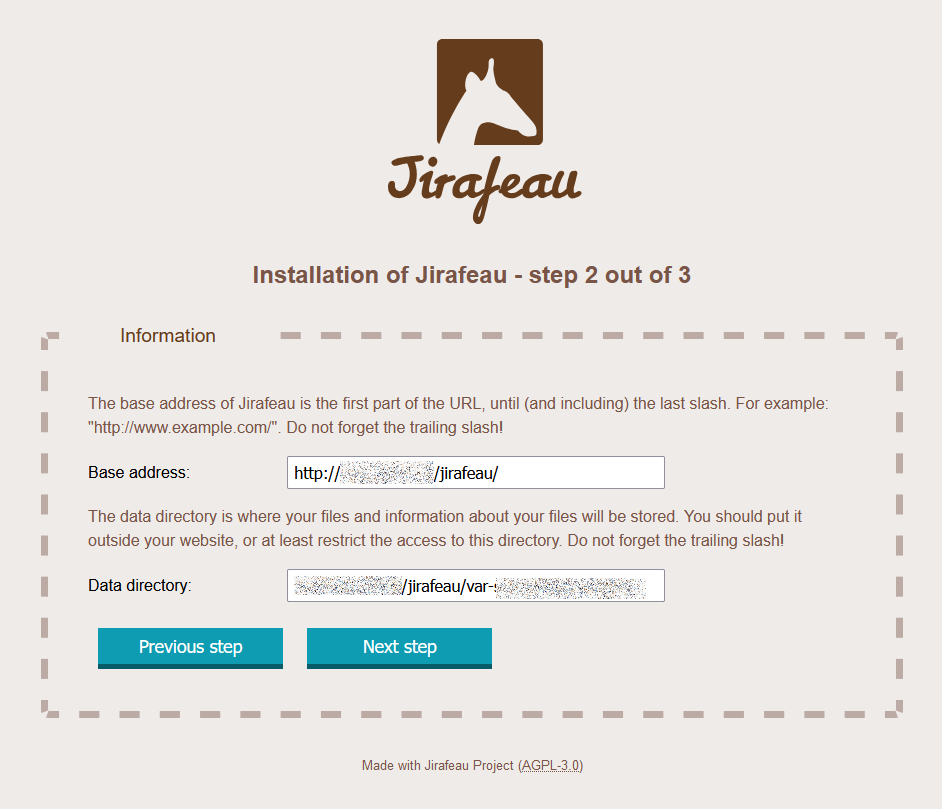 Jirafeau
Installation of Jirafeau - step 2 out of 3
Information
The base address of Jirafeau is the first part of the URL, until (and including) the last slash. For example:
"http://www.example.com/". Do not forget the trailing slash!
Base address: http:// /jirafeau/
The data directory is where your files and information about your files will be stored. You should put it
outside your website, or at least restrict the access to this directory. Do not forget the trailing slash!
Data directory: /jirafeau/var-
Previous step Next step
Made with Jirafeau Project (AGPL-3.0)